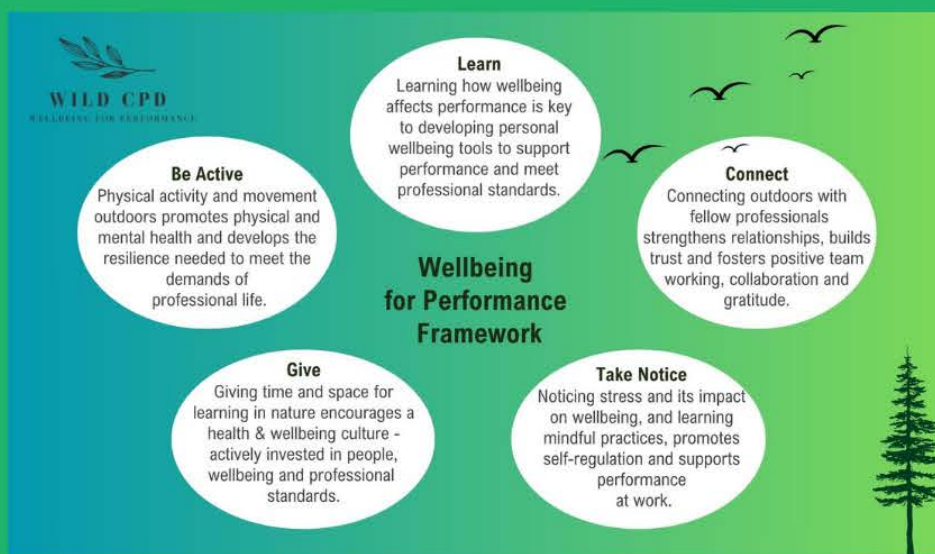 WILD CPD
WELLBEING FOR PERFORMANCE
Learn
Learning how wellbeing
affects performance is key
to developing personal
wellbeing tools to support
performance and meet
professional standards.
Be Active
Physical activity and movement
outdoors promotes physical and
mental health and develops the
resilience needed to meet the
demands of
professional life.
Connect
Connecting outdoors with
fellow professionals
strengthens relationships, builds
trust and fosters positive team
working, collaboration and
gratitude.
Wellbeing
for Performance
Framework
Give
Giving time and space for
learning in nature encourages a
health & wellbeing culture -
actively invested in people,
wellbeing and professional
standards.
Take Notice
Noticing stress and its impact
on wellbeing, and learning
mindful practices, promotes
self-regulation and supports
performance
at work.